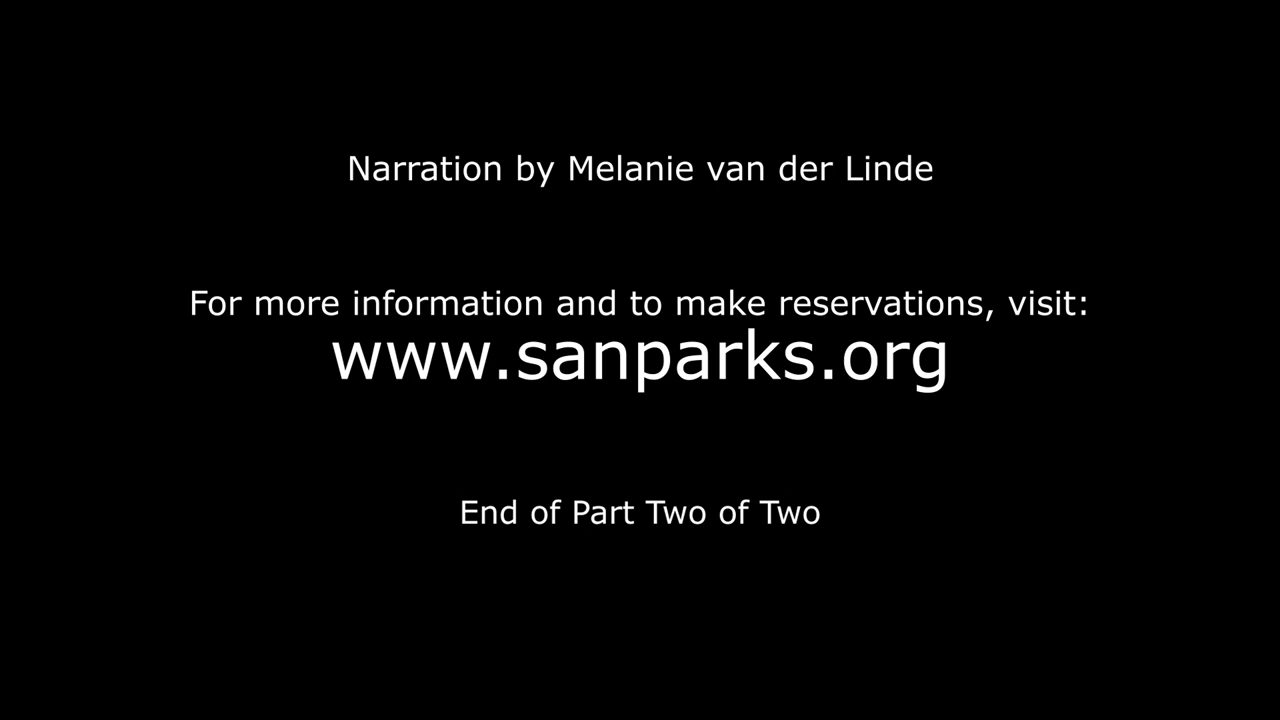 Narration by Melanie van der Linde
For more information and to make reservations, visit:
www.sanparks.org
End of Part Two of Two